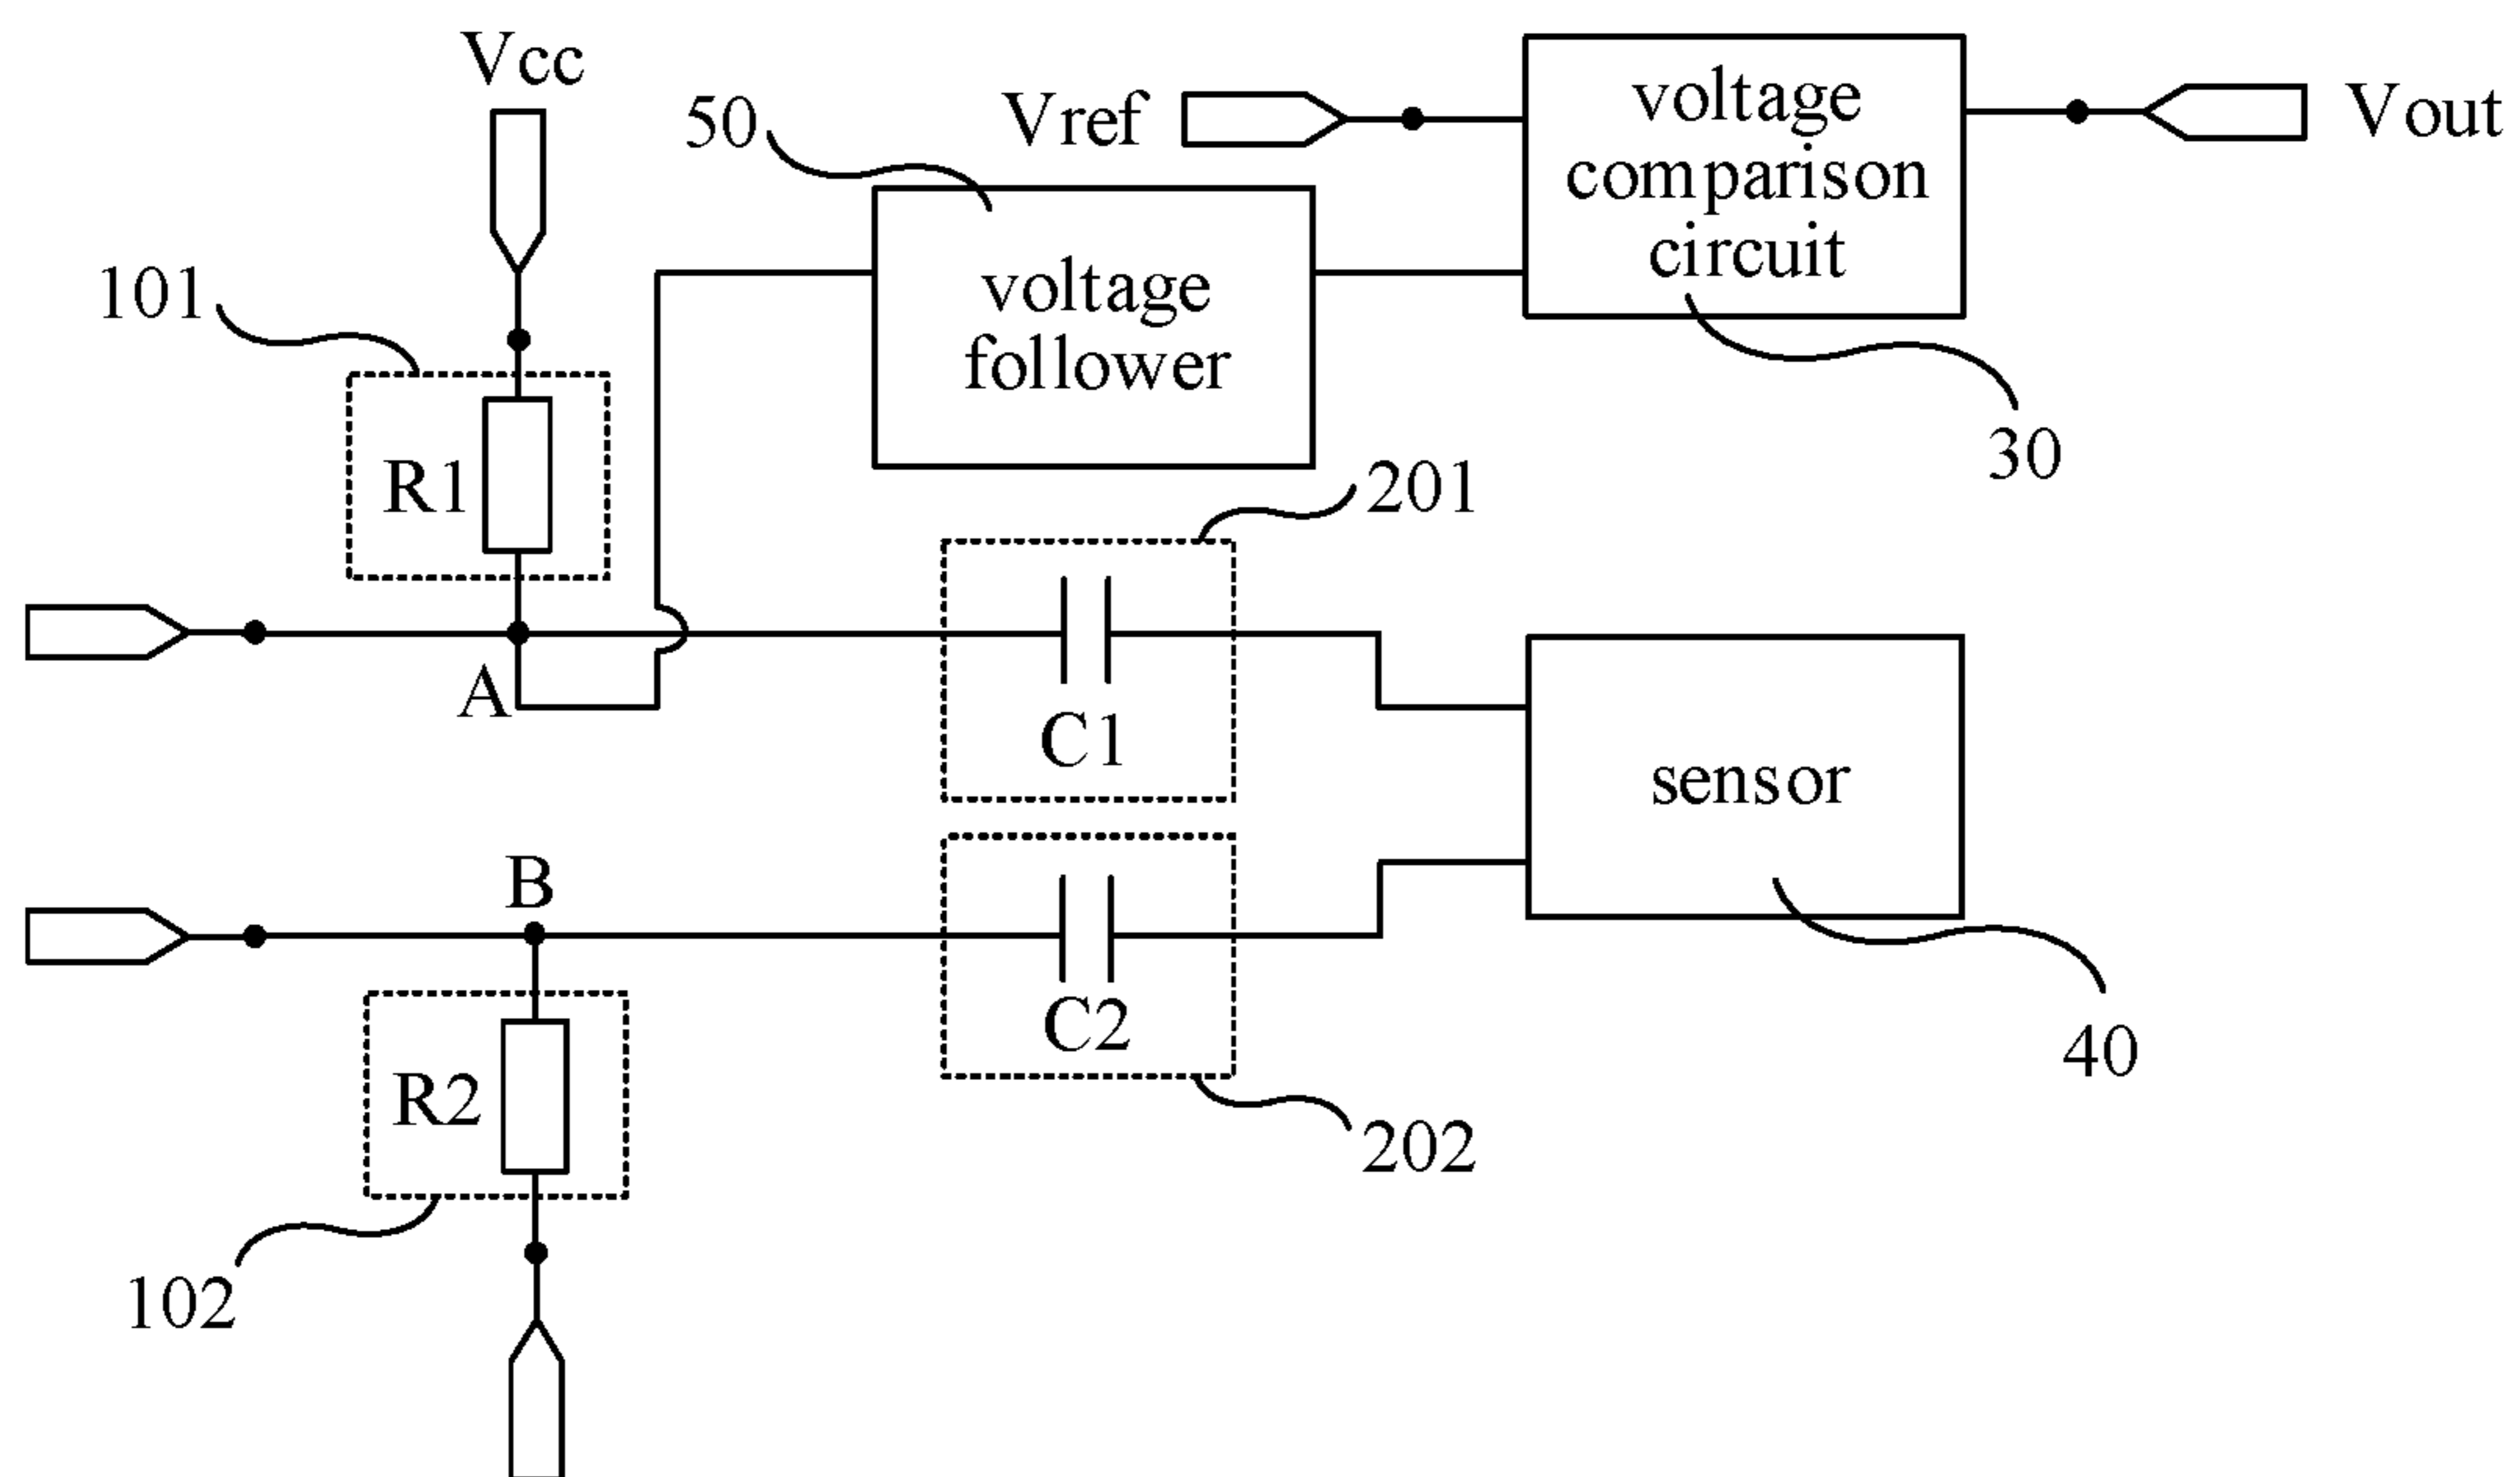 Vcc
50
Vref
voltage
comparison
circuit
Vout
101
voltage
follower
30
R1
201
A
C1
sensor
B
C2
40
R2
202
102